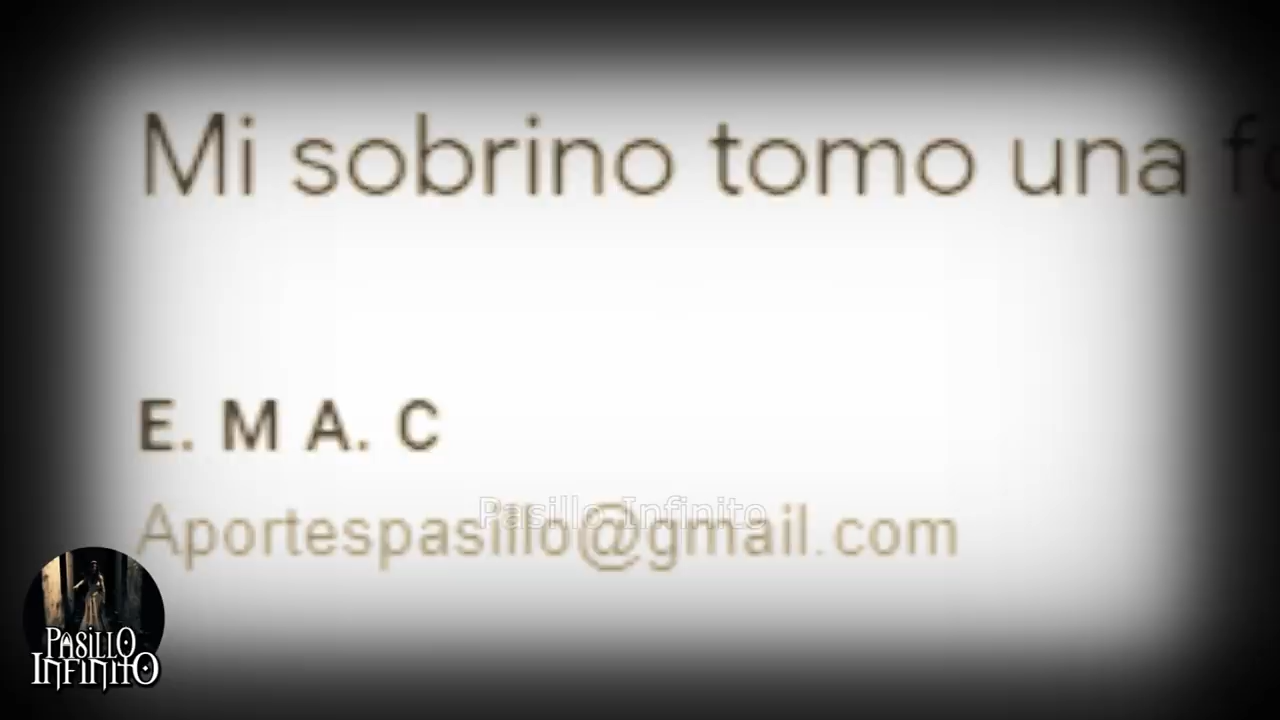 Mi sobrino tomo una
E. M A. C
Pasillo Infinito
Aportespasillo@gmail.com
PASILLO
INFINITO